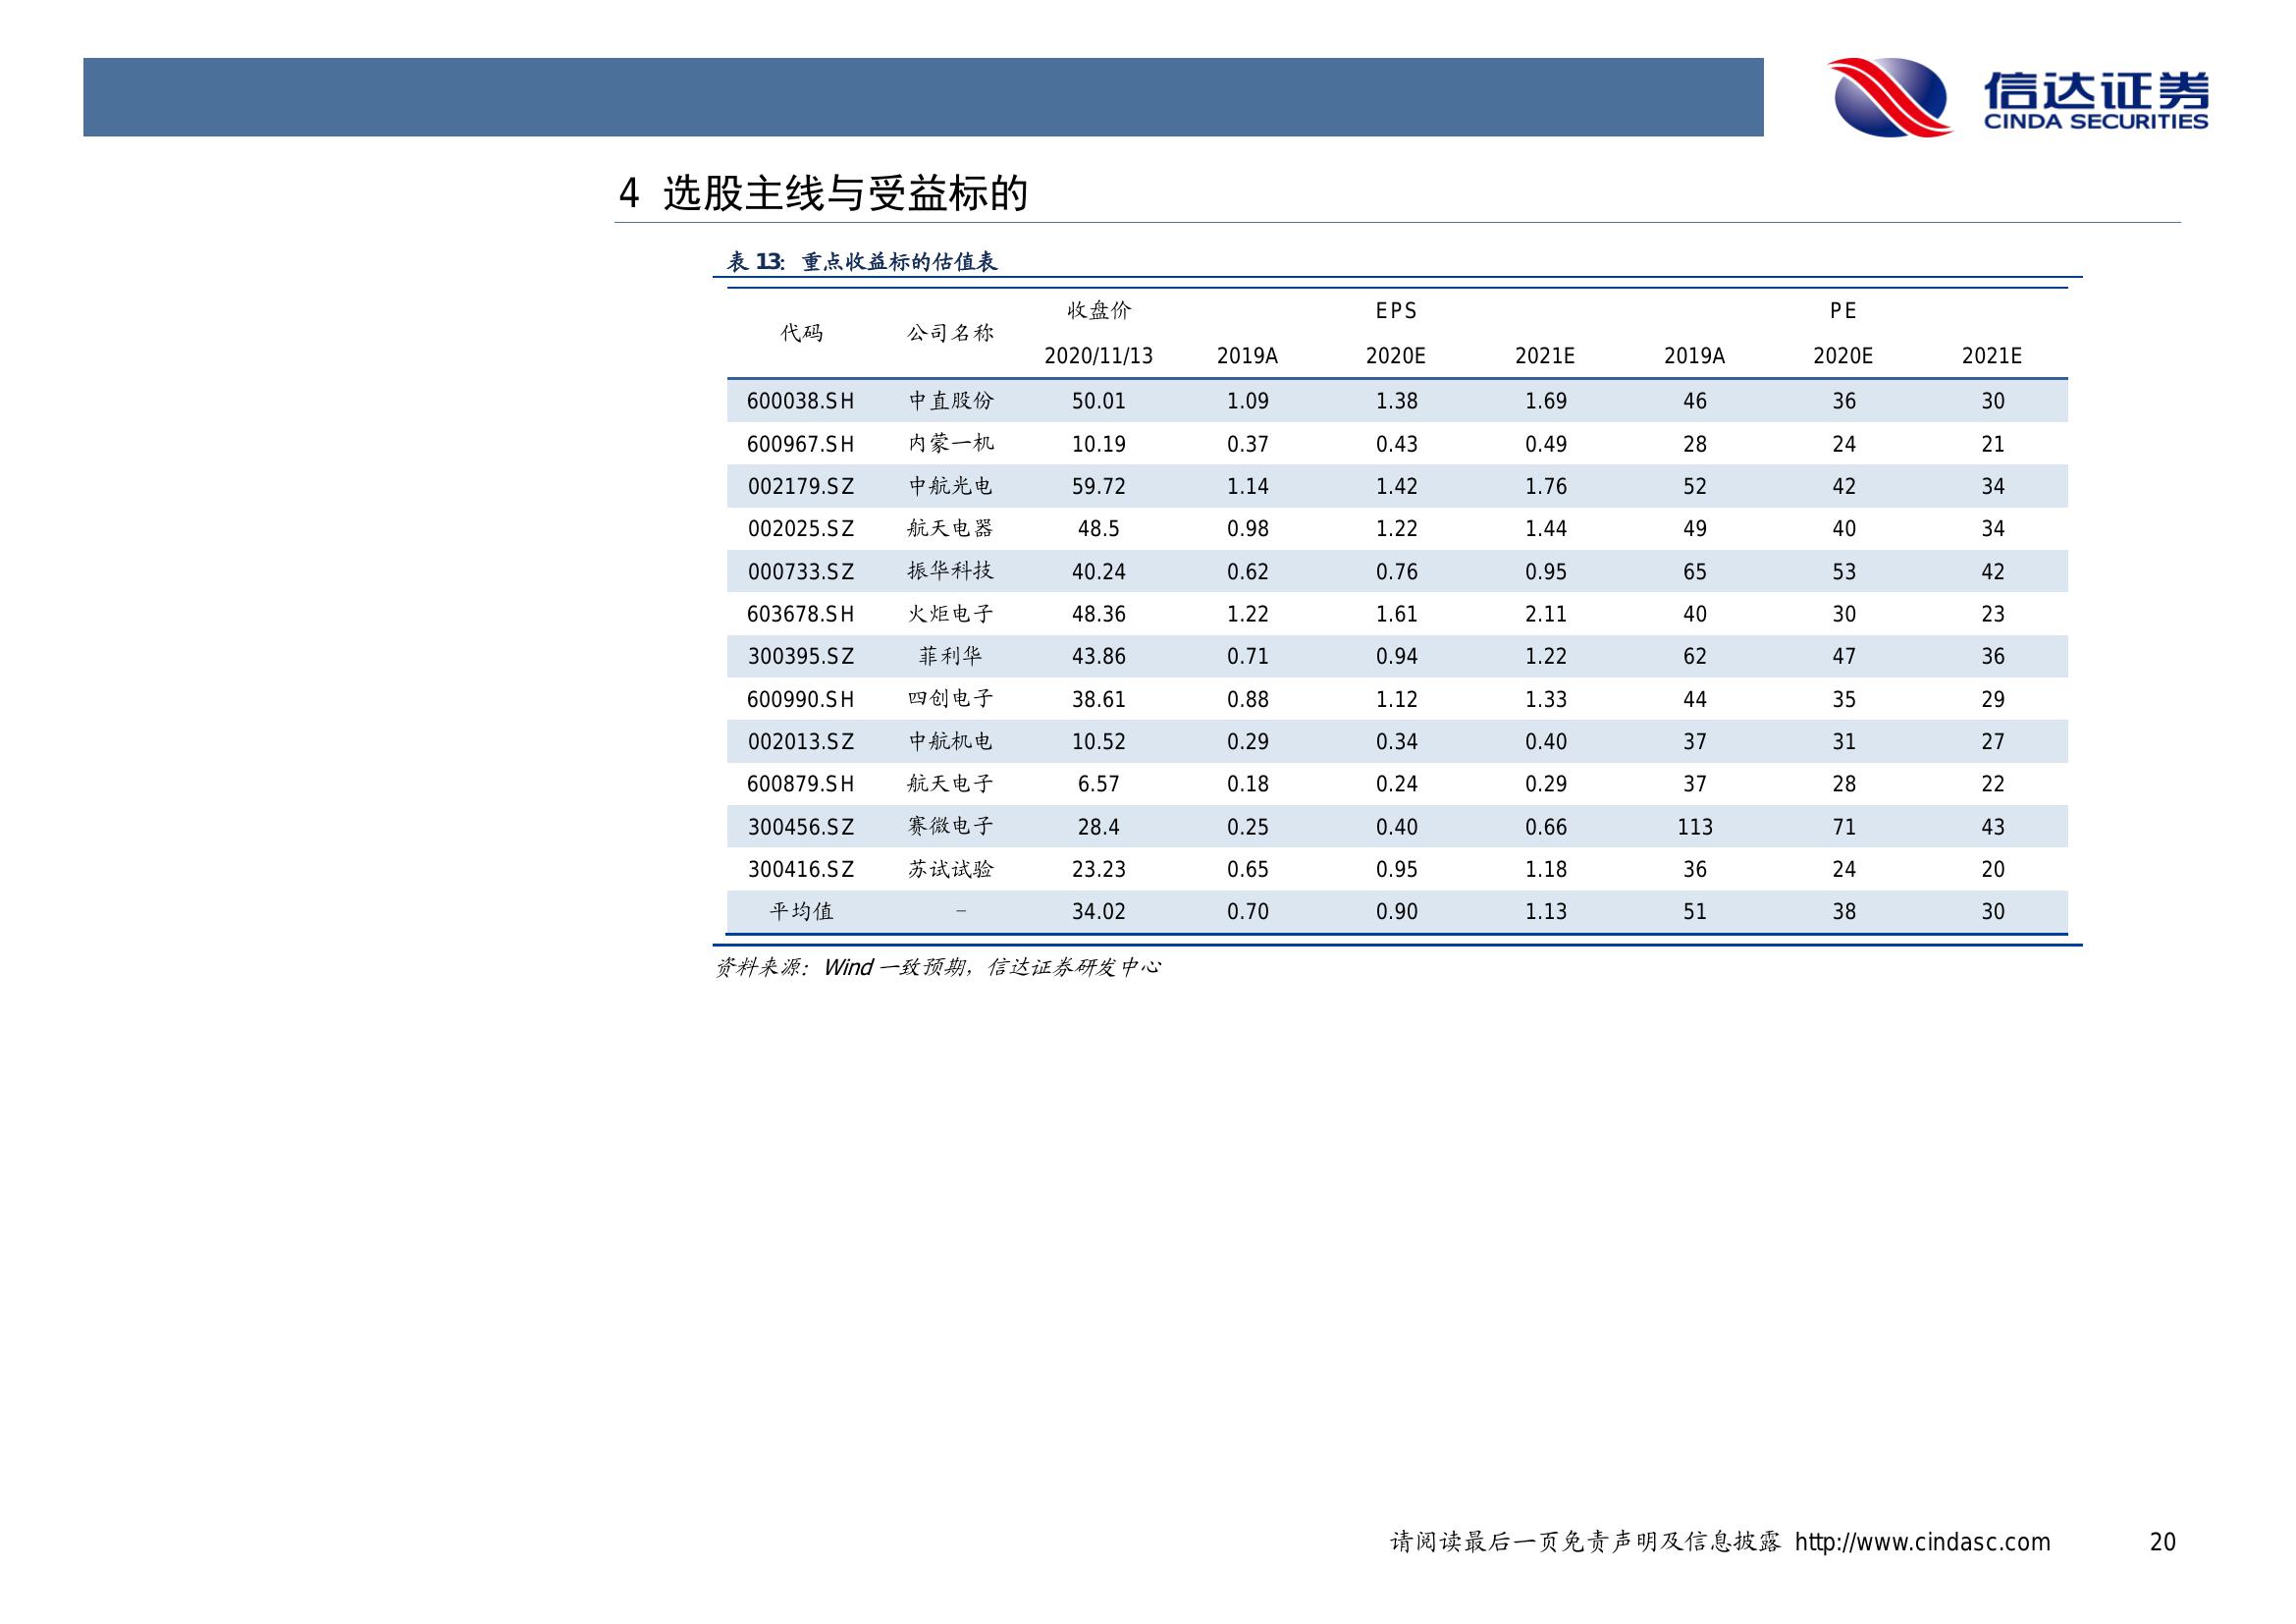 信达证券
CINDA SECURITIES
4 选股主线与受益标的
表 13: 重点收益标的估值表
代码 公司名称 收盘价 EPS PE
2020/11/13 2019A 2020E 2021E 2019A 2020E 2021E
600038.SH 中直股份 50.01 1.09 1.38 1.69 46 36 30
600967.SH 内蒙一机 10.19 0.37 0.43 0.49 28 24 21
002179.SZ 中航光电 59.72 1.14 1.42 1.76 52 42 34
002025.SZ 航天电器 48.5 0.98 1.22 1.44 49 40 34
000733.SZ 振华科技 40.24 0.62 0.76 0.95 65 53 42
603678.SH 火炬电子 48.36 1.22 1.61 2.11 40 30 23
300395.SZ 菲利华 43.86 0.71 0.94 1.22 62 47 36
600990.SH 四创电子 38.61 0.88 1.12 1.33 44 35 29
002013.SZ 中航机电 10.52 0.29 0.34 0.40 37 31 27
600879.SH 航天电子 6.57 0.18 0.24 0.29 37 28 22
300456.SZ 赛微电子 28.4 0.25 0.40 0.66 113 71 43
300416.SZ 苏试试验 23.23 0.65 0.95 1.18 36 24 20
平均值 - 34.02 0.70 0.90 1.13 51 38 30
资料来源: Wind 一致预期，信达证券研发中心
请阅读最后一页免责声明及信息披露 http://www.cindasc.com 20